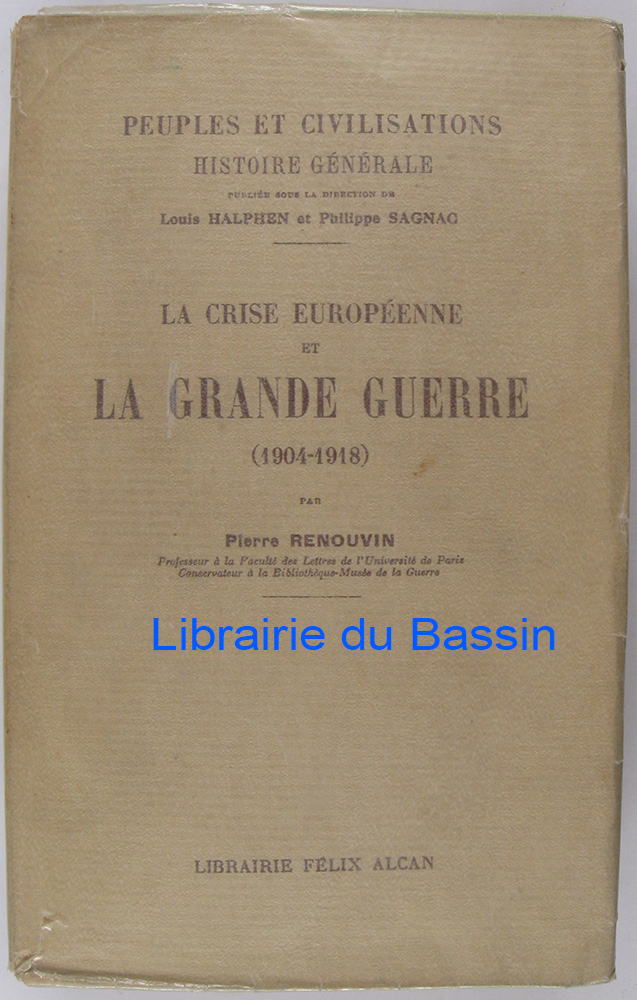 PEUPLES ET CIVILISATIONS
HISTOIRE GÉNÉRALE
PUBLIÉE SOUS LA DIRECTION DE
Louis HALPHEN et Philippe SAGNAC
LA CRISE EUROPÉENNE
ET
LA GRANDE GUERRE
(1904-1918)
PAR
Pierre RENOUVIN
Professeur à la Faculté des Lettres de l'Université de Paris
Conservateur à la Bibliothèque-Musée de la Guerre
Librairie du Bassin
LIBRAIRIE FÉLIX ALCAN